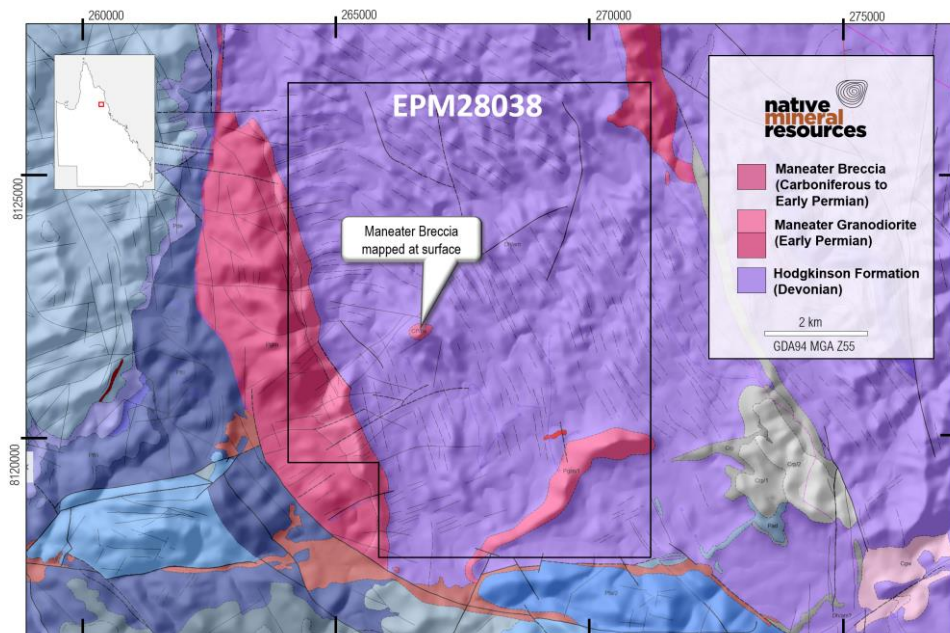 260000
265000
270000
275000
EPM28038
native
mineral
resources
Maneater Breccia
(Carboniferous to
Early Permian)
Maneater Granodiorite
(Early Permian)
Hodgkinson Formation
(Devonian)
2 km
GDA94 MGA Z55
8125000
Maneater Breccia
mapped at surface
8120000